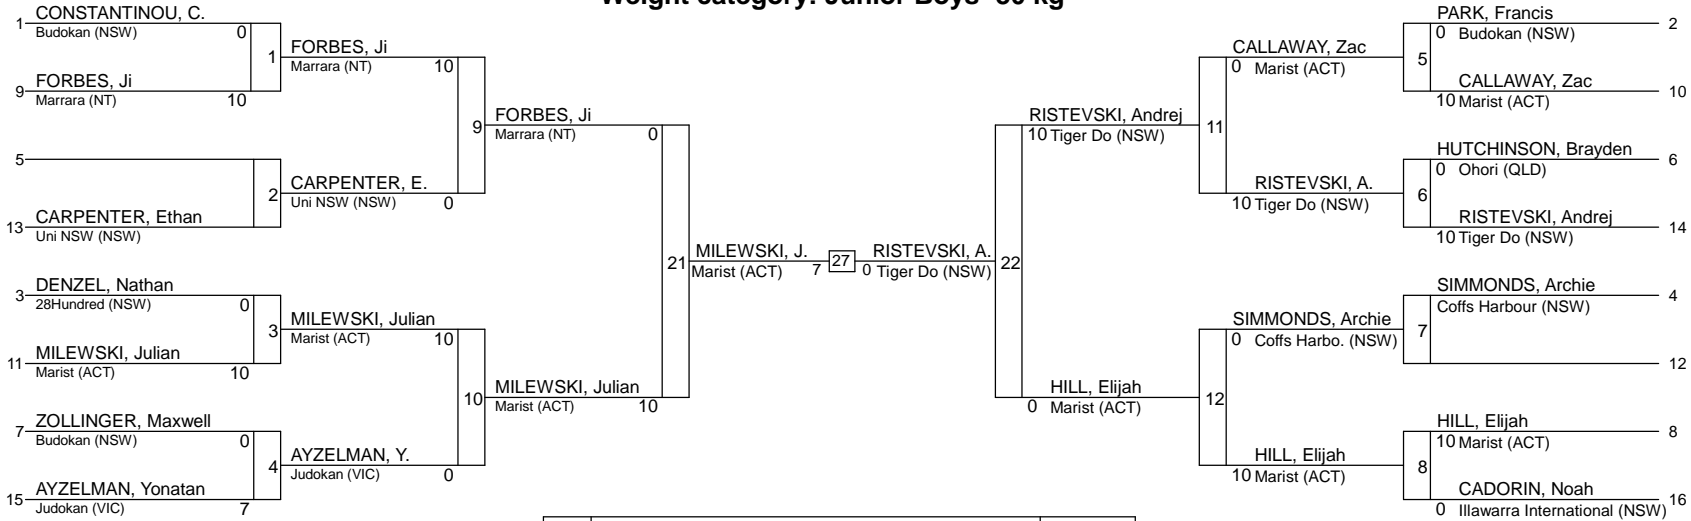 Weight category: Junior Boys -50 kg
1 CONSTANTINOU, C.
Budokan (NSW) 0
1
9 FORBES, Ji
Marrara (NT) 10
FORBES, Ji
Marrara (NT) 10
5
2
13 CARPENTER, Ethan
Uni NSW (NSW)
CARPENTER, E.
Uni NSW (NSW) 0
9
FORBES, Ji
Marrara (NT) 0
3 DENZEL, Nathan
28Hundred (NSW) 0
3
11 MILEWSKI, Julian
Marist (ACT) 10
MILEWSKI, Julian
Marist (ACT) 10
7 ZOLLINGER, Maxwell
Budokan (NSW) 0
4
15 AYZELMAN, Yonatan
Judokan (VIC) 7
AYZELMAN, Y.
Judokan (VIC) 0
10
MILEWSKI, Julian
Marist (ACT) 10
21
MILEWSKI, J.
Marist (ACT) 7
27
RISTEVSKI, A.
0 Tiger Do (NSW)
22
RISTEVSKI, Andrej
10 Tiger Do (NSW)
11
CALLAWAY, Zac
0 Marist (ACT)
5
PARK, Francis 2
0 Budokan (NSW)
CALLAWAY, Zac 10
10 Marist (ACT)
RISTEVSKI, A.
10 Tiger Do (NSW)
6
HUTCHINSON, Brayden 6
0 Ohori (QLD)
RISTEVSKI, Andrej 14
10 Tiger Do (NSW)
HILL, Elijah
0 Marist (ACT)
12
SIMMONDS, Archie
0 Coffs Harbo. (NSW)
7
SIMMONDS, Archie 4
Coffs Harbour (NSW)
12
HILL, Elijah
10 Marist (ACT)
8
HILL, Elijah 8
10 Marist (ACT)
CADORIN, Noah 16
0 Illawarra International (NSW)